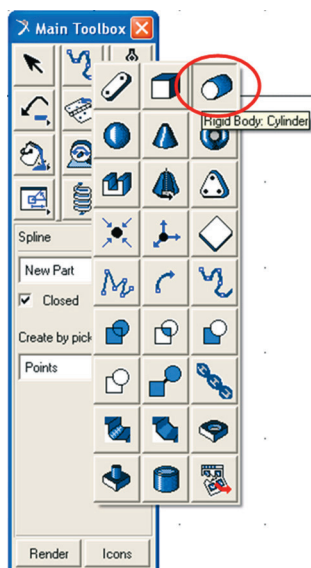 Main Toolbox
Rigid Body: Cylinder
Spline
New Part
Closed
Create by pick
Points
Render Icons